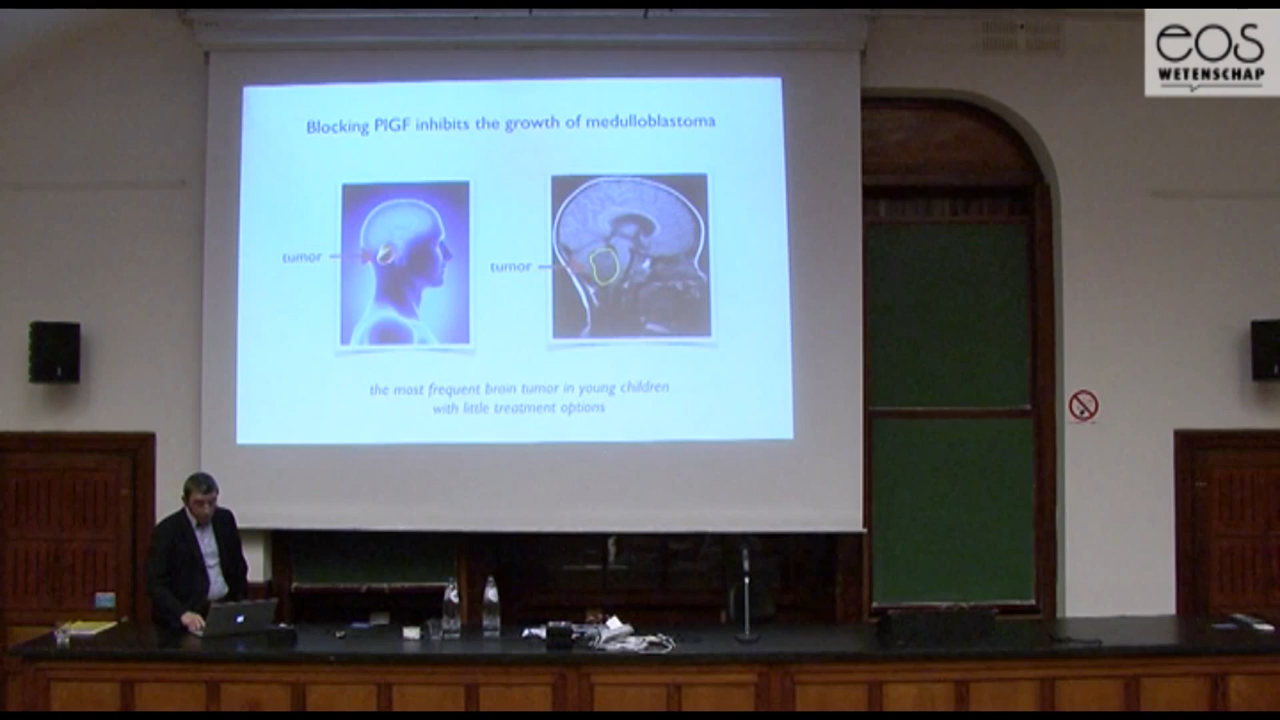 eos
WETENSCHAP
Blocking PlGF inhibits the growth of medulloblastoma
tumor
tumor
the most frequent brain tumor in young children
with little treatment options